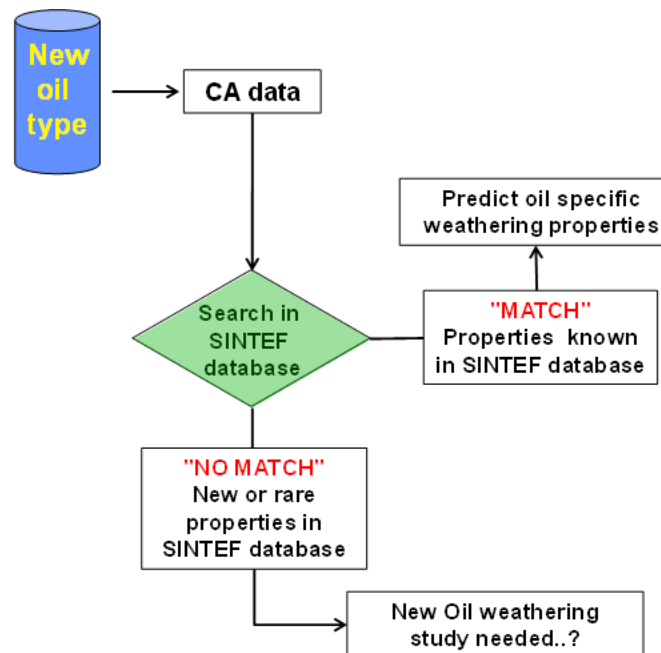 New
oil
type
CA data
Predict oil specific
weathering properties
Search in
SINTEF
database
"MATCH"
Properties known
in SINTEF database
"NO MATCH"
New or rare
properties in
SINTEF database
New Oil weathering
study needed..?